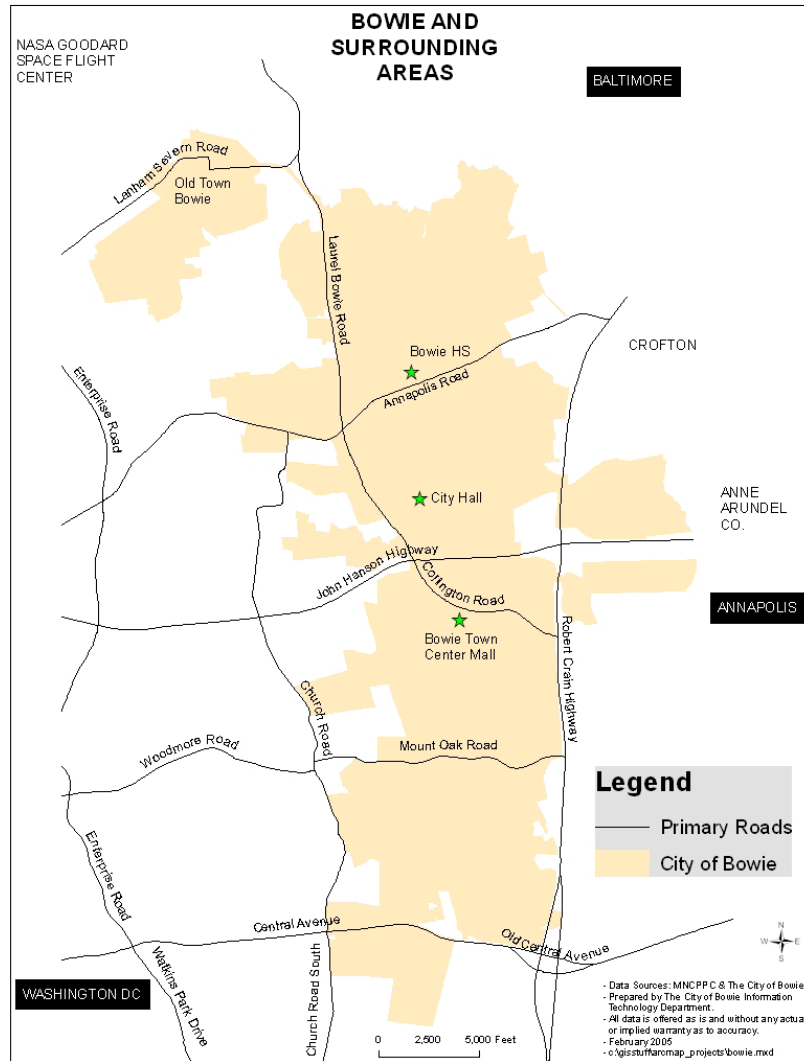 BOWIE AND
SURROUNDING
AREAS
NASA GOODARD
SPACE FLIGHT
CENTER
BALTIMORE
Lanham Severn Road
Old Town
Bowie
Laurel Bowie Road
Bowie HS
CROFTON
Annapolis Road
Enterprise Road
City Hall
ANNE
ARUNDEL
CO.
John Hanson Highway
Collington Road
ANNAPOLIS
Bowie Town
Center Mall
Robert Crain Highway
Church Road
Woodmore Road
Mount Oak Road
Legend
Primary Roads
City of Bowie
Enterprise Road
Central Avenue
Old Central Avenue
N
W
E
S
Watkins Park Drive
Church Road South
WASHINGTON DC
0 2,500 5,000 Feet
- Data Sources: MNCPPC & The City of Bowie
- Prepared by The City of Bowie Information
Technology Department.
- All data is offered as is and without any actua
or implied warranty as to accuracy.
- February 2005
- c:\gisstuff\arcmap_projects\bowie.mxd